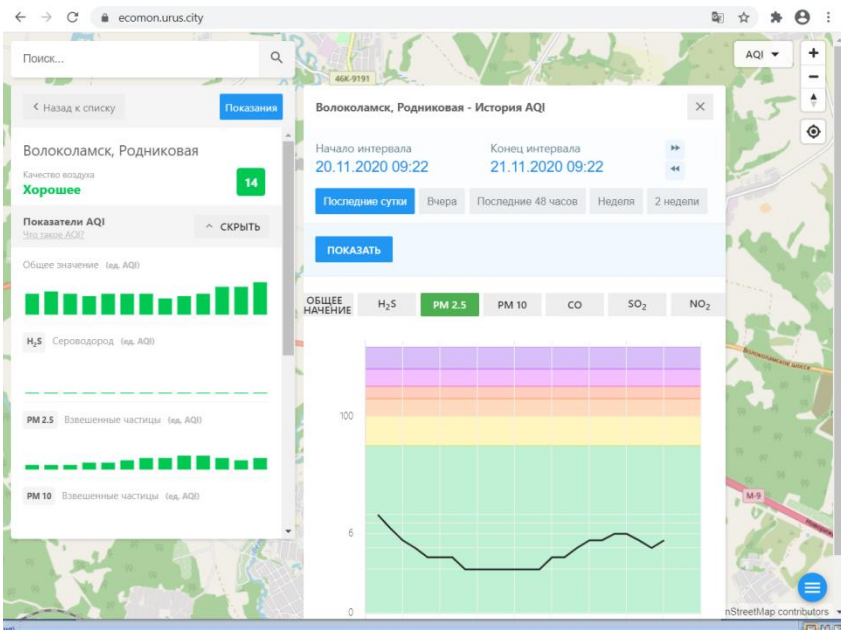 ecomon.urus.city
Поиск...
46К-9191
AQI
Назад к списку
Показания
Волоколамск, Родниковая - История AQI
Волоколамск, Родниковая
Качество воздуха
Хорошее
14
Начало интервала
Конец интервала
20.11.2020 09:22
21.11.2020 09:22
Последние сутки
Вчера
Последние 48 часов
Неделя
2 недели
Показатели AQI
Что такое AQI?
СКРЫТЬ
ПОКАЗАТЬ
Общее значение (ед. AQI)
ОБЩЕЕ
ЗНАЧЕНИЕ
H₂S
PM 2.5
PM 10
CO
SO₂
NO₂
H₂S Сероводород (ед. AQI)
PM 2.5 Взвешенные частицы (ед. AQI)
PM 10 Взвешенные частицы (ед. AQI)
100
6
0
Волоколамское шоссе
М-9
nStreetMap contributors